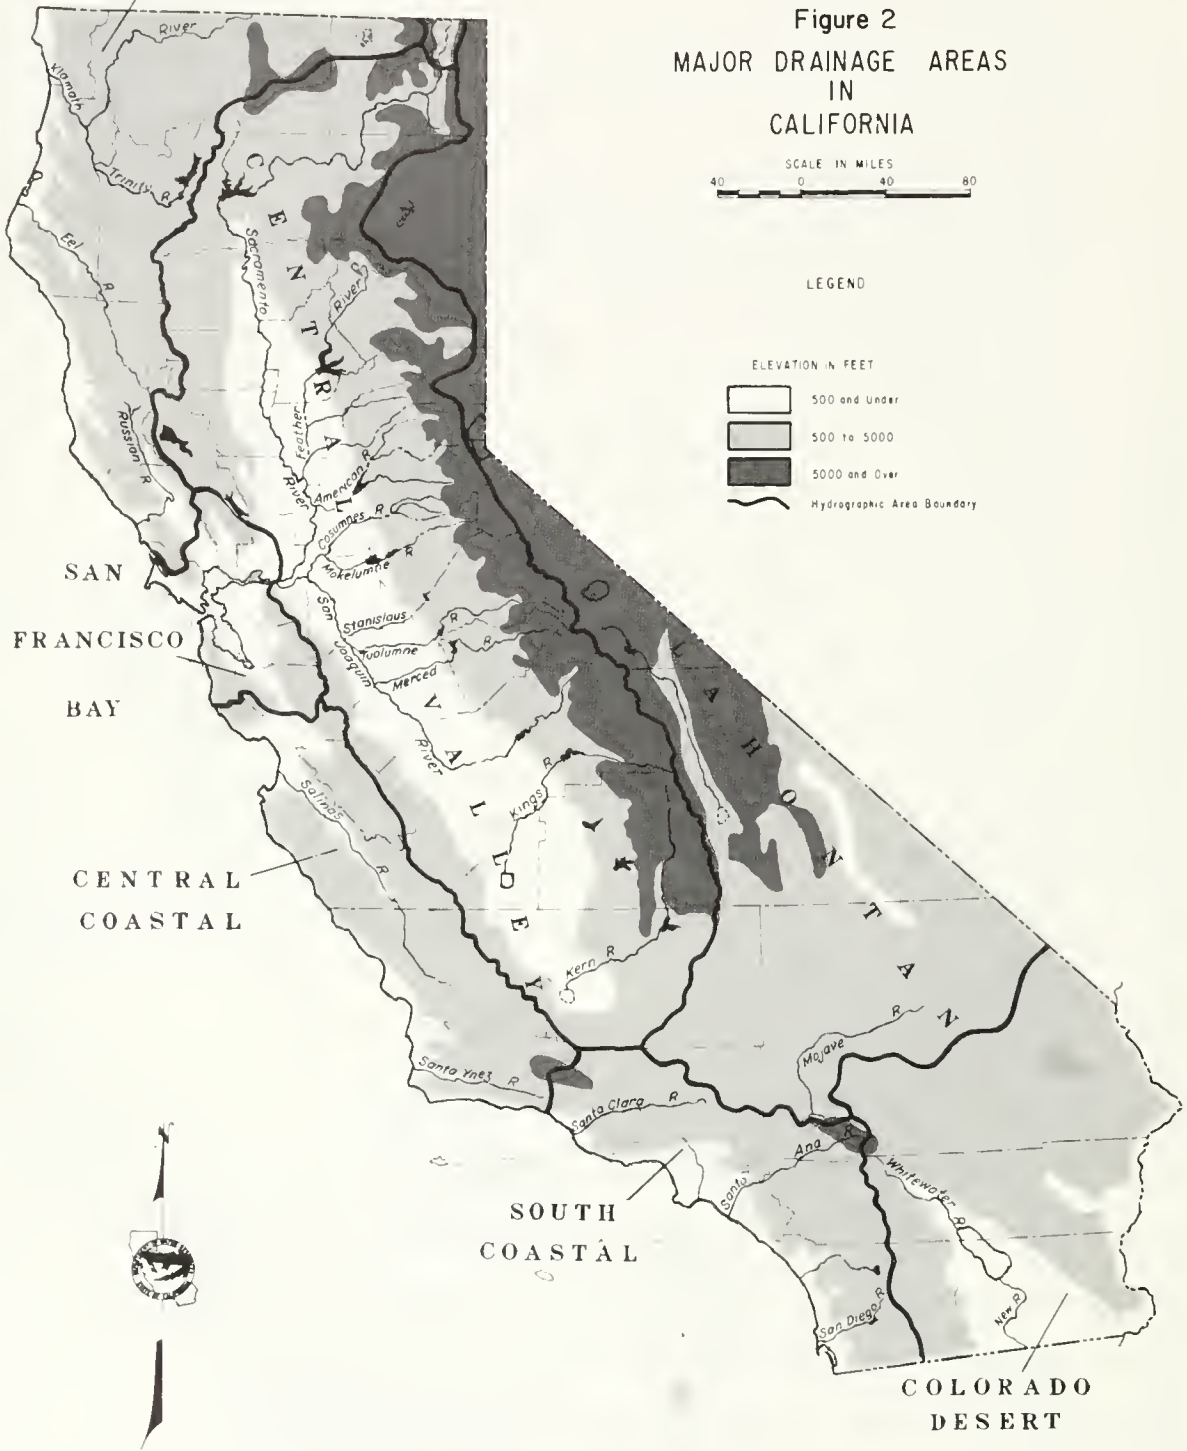 Figure 2
MAJOR DRAINAGE AREAS
IN
CALIFORNIA
SCALE IN MILES
40 0 40 80
LEGEND
ELEVATION IN FEET
500 and Under
500 to 5000
5000 and Over
Hydrographic Area Boundary
River
Klamath
Trinity R
Eel R
Russian R
Sacramento River
Feather River
American R
Cosumnes R
Mokelumne R
San Joaquin River
Stanislaus R
Tuolumne R
Merced
Kings R
Kern R
Salinas R
Santa Ynez R
Santa Clara R
Santa Ana R
Mojave R
Whitewater R
New R
San Diego R
CENTRAL VALLEY
LAHONTAN
SAN
FRANCISCO
BAY
CENTRAL
COASTAL
SOUTH
COASTAL
COLORADO
DESERT
N